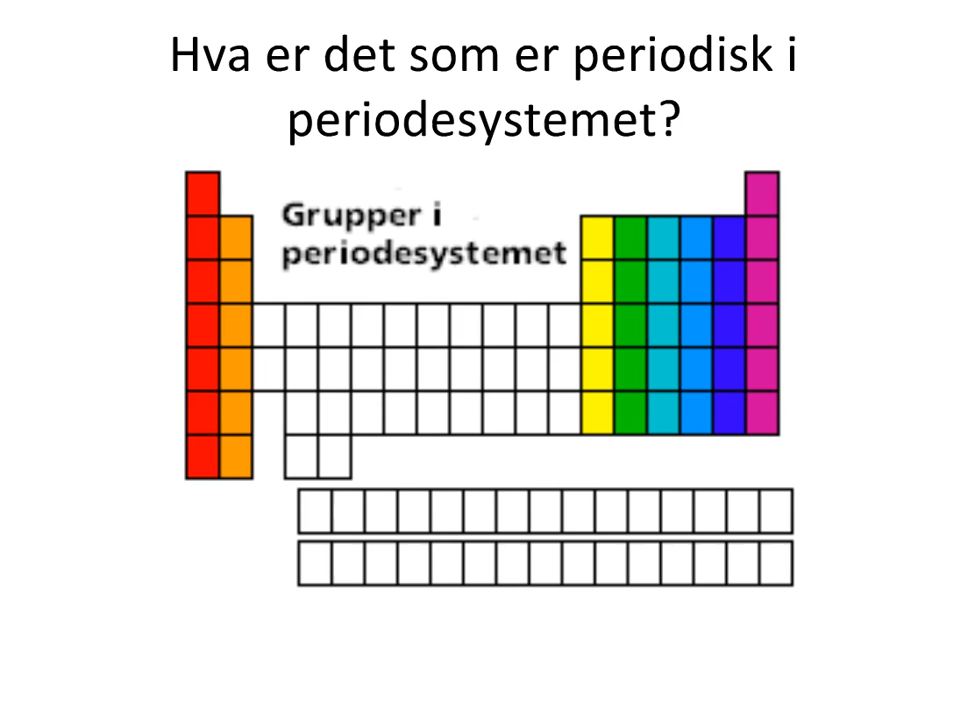 Hva er det som er periodisk i
periodesystemet?
Grupper i
periodesystemet